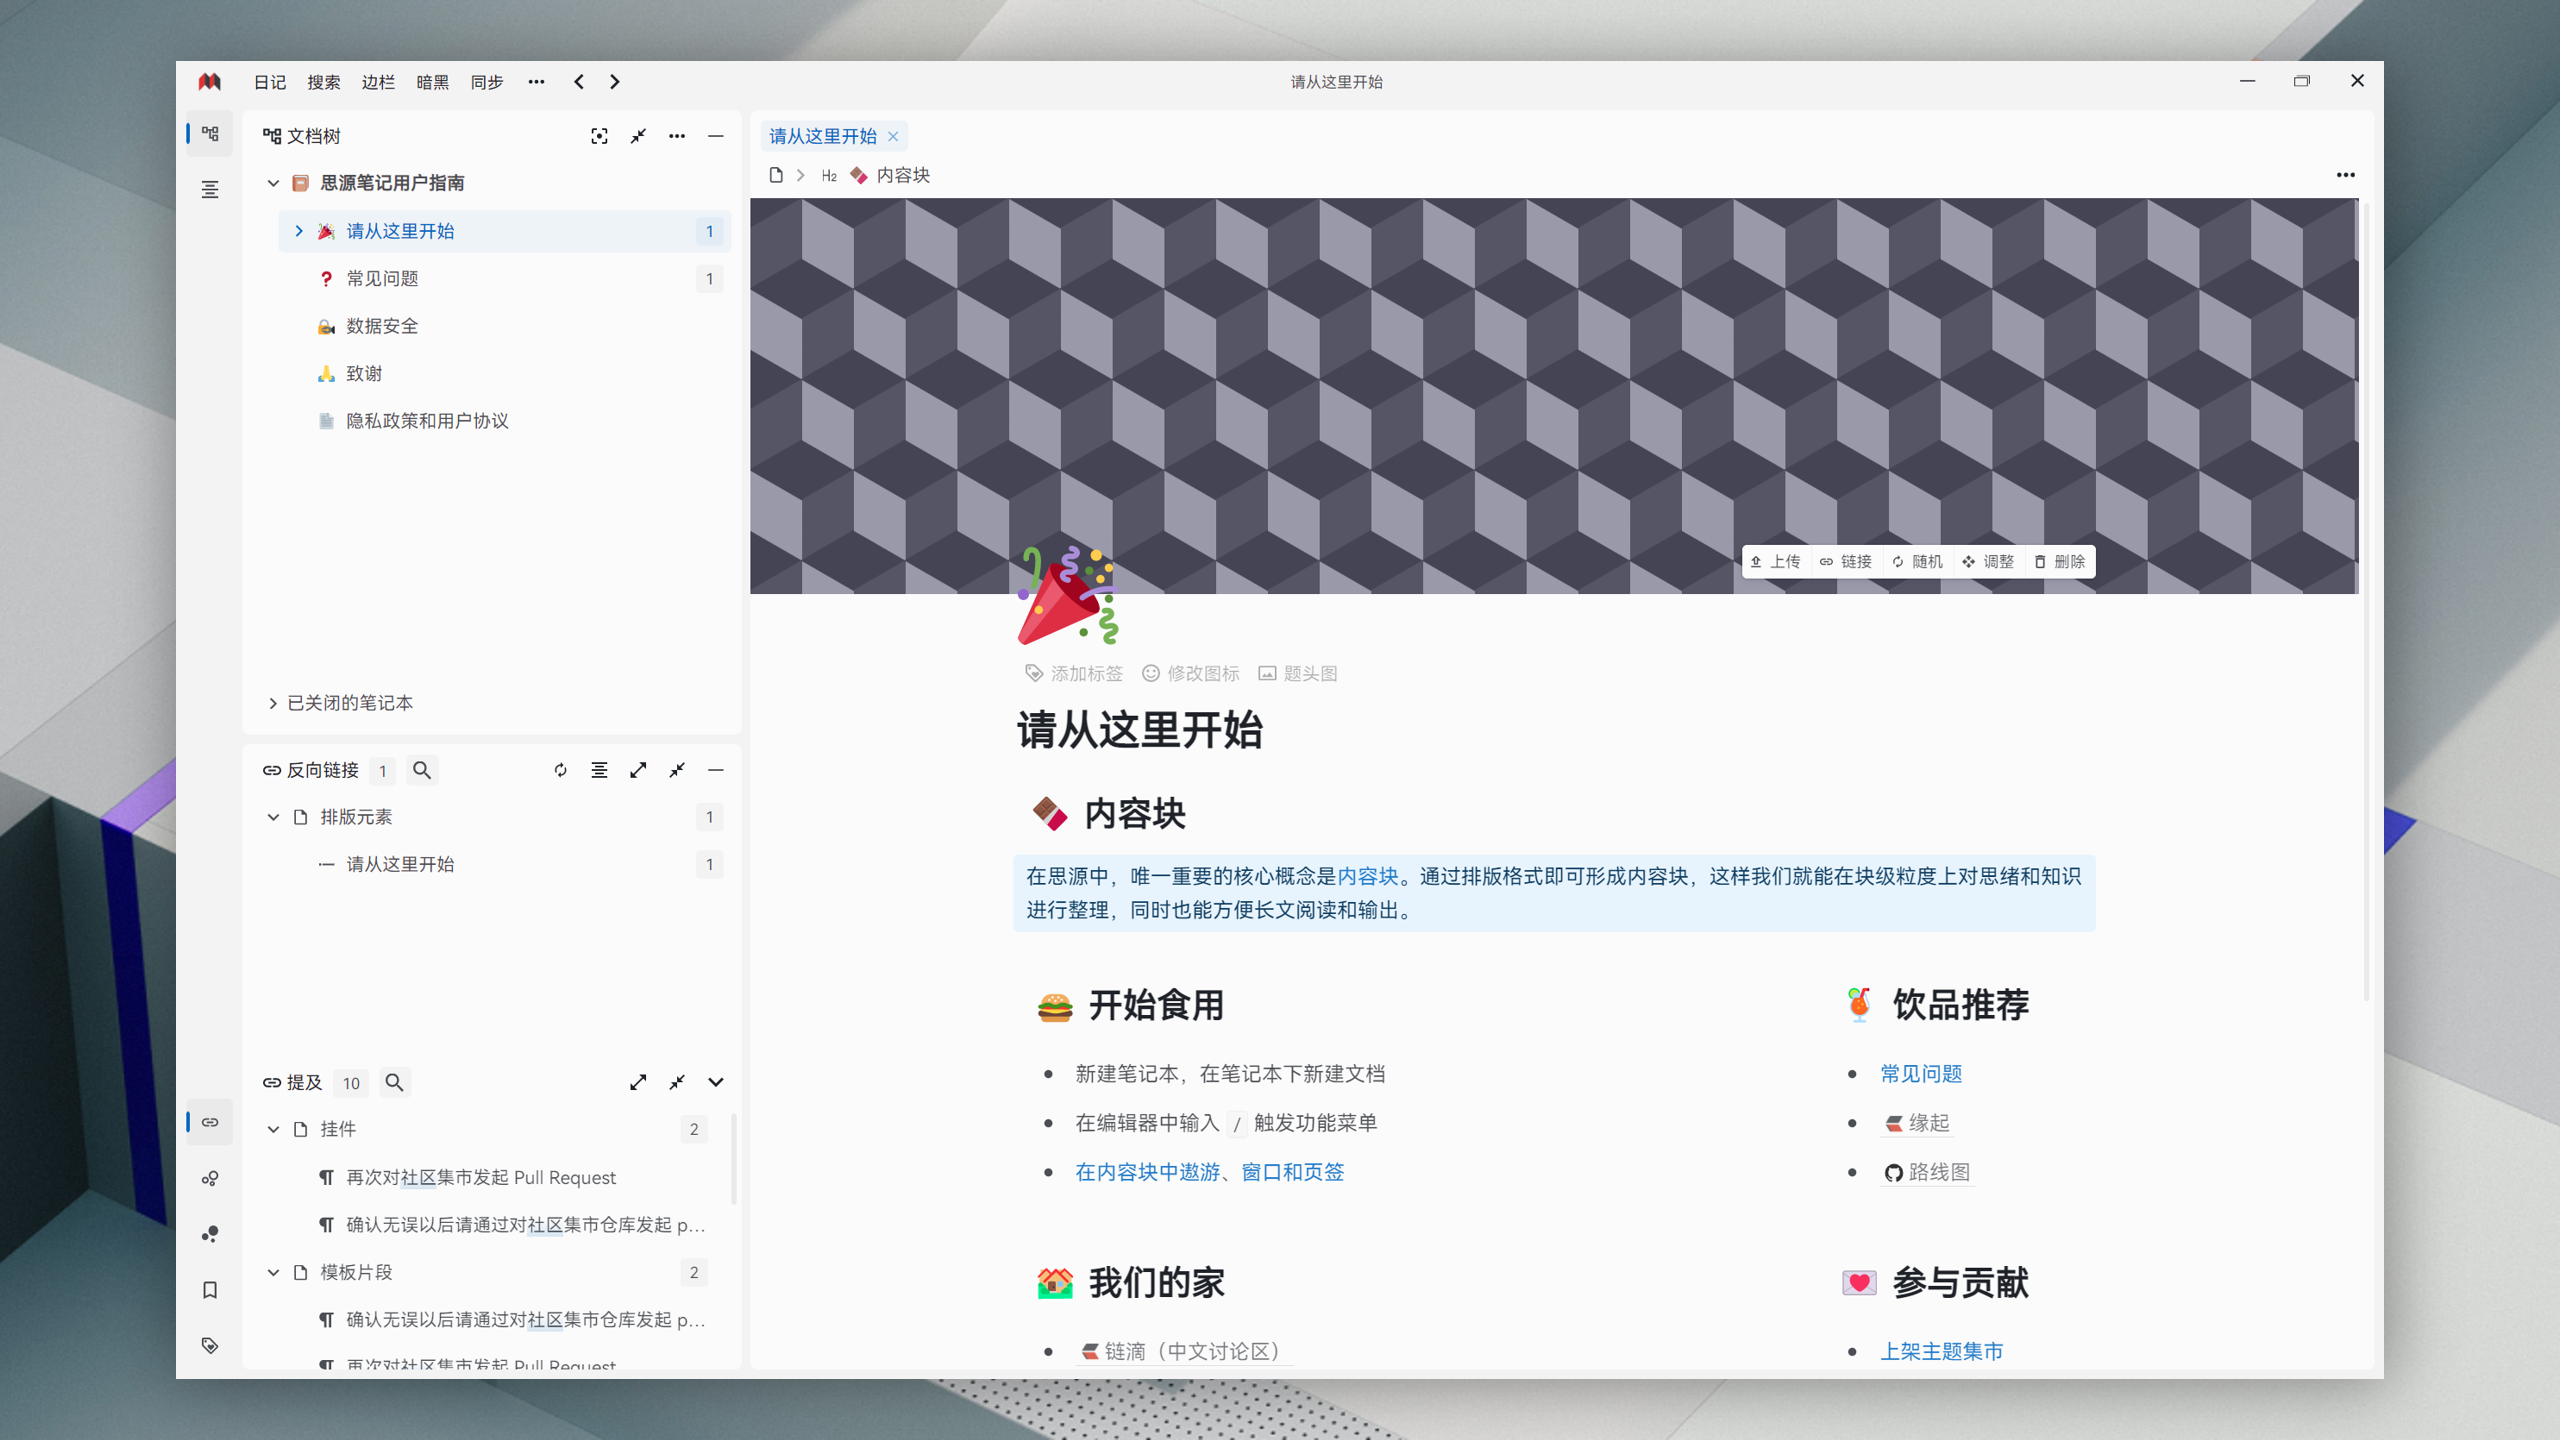 日记 搜索 边栏 暗黑 同步
请从这里开始
文档树
思源笔记用户指南
请从这里开始 1
常见问题 1
数据安全
致谢
隐私政策和用户协议
已关闭的笔记本
反向链接 1
排版元素 1
请从这里开始 1
提及 10
挂件 2
再次对社区集市发起 Pull Request
确认无误以后请通过对社区集市仓库发起 p...
模板片段 2
确认无误以后请通过对社区集市仓库发起 p...
再次对社区集市发起 Pull Request
请从这里开始
H2 内容块
上传 链接 随机 调整 删除
添加标签 修改图标 题头图
请从这里开始
内容块
在思源中，唯一重要的核心概念是内容块。通过排版格式即可形成内容块，这样我们就能在块级粒度上对思绪和知识
进行整理，同时也能方便长文阅读和输出。
开始食用
新建笔记本，在笔记本下新建文档
在编辑器中输入 / 触发功能菜单
在内容块中遨游、窗口和页签
饮品推荐
常见问题
缘起
路线图
我们的家
链滴（中文讨论区）
参与贡献
上架主题集市